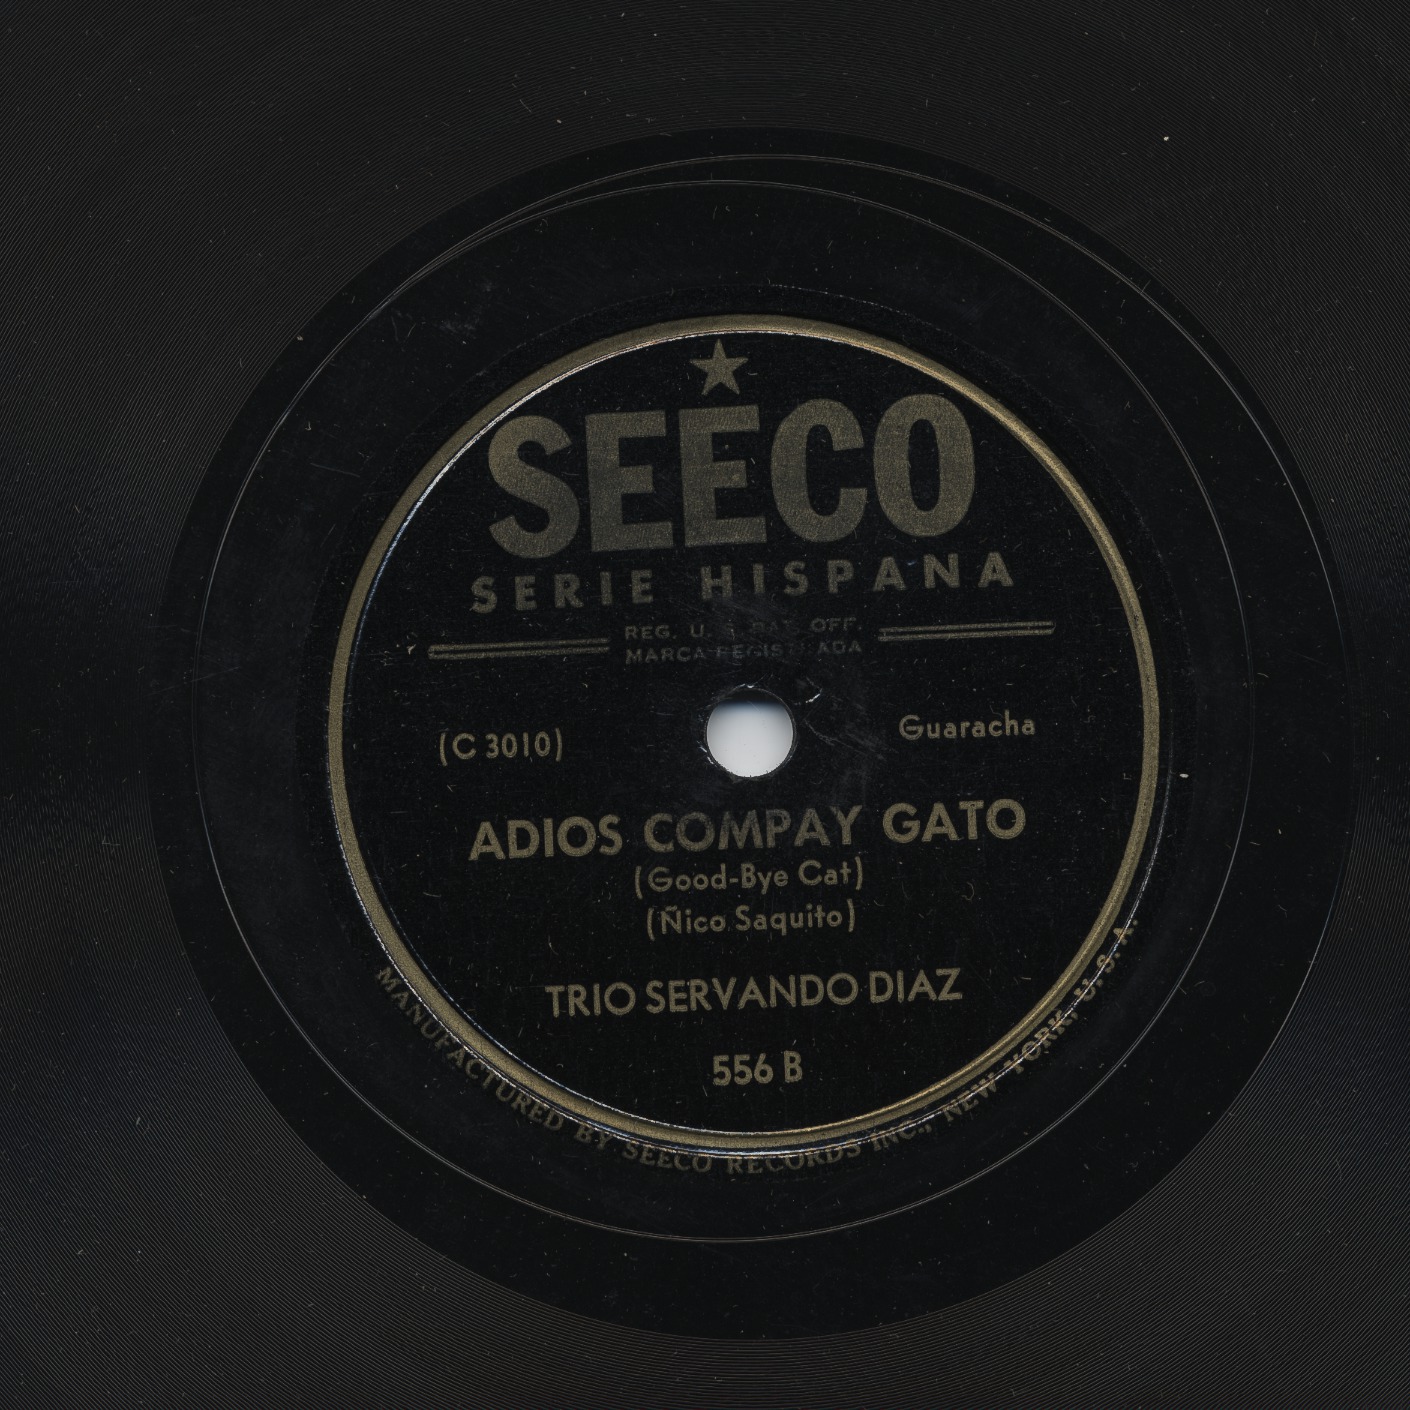 SEECO
SERIE HISPANA
REG. U. S. PAT. OFF.
MARCA REGISTRADA
(C 3010)
Guaracha
ADIOS COMPAY GATO
(Good-Bye Cat)
(Ñico Saquito)
TRIO SERVANDO DIAZ
556 B
MANUFACTURED BY SEECO RECORDS INC., NEW YORK, U.S.A.